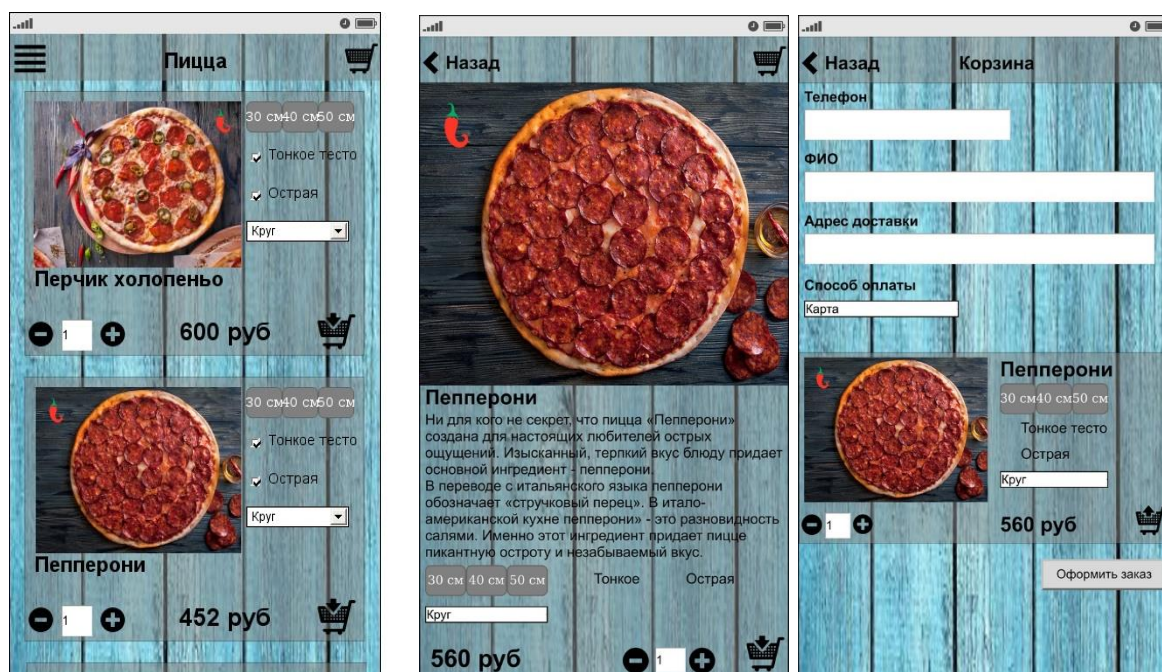 Пицца
30 см 40 см 50 см
Тонкое тесто
Острая
Круг
Перчик холопеньо
1
600 руб
30 см 40 см 50 см
Тонкое тесто
Острая
Круг
Пепперони
1
452 руб
Назад
Пепперони
Ни для кого не секрет, что пицца «Пепперони»
создана для настоящих любителей острых
ощущений. Изысканный, терпкий вкус блюду придает
основной ингредиент - пепперони.
В переводе с итальянского языка пепперони
обозначает «стручковый перец». В итало-
американской кухне пепперони» - это разновидность
салями. Именно этот ингредиент придает пицце
пикантную остроту и незабываемый вкус.
30 см 40 см 50 см Тонкое Острая
Круг
560 руб 1
Назад Корзина
Телефон
ФИО
Адрес доставки
Способ оплаты
Карта
Пепперони
30 см 40 см 50 см
Тонкое тесто
Острая
Круг
1 560 руб
Оформить заказ